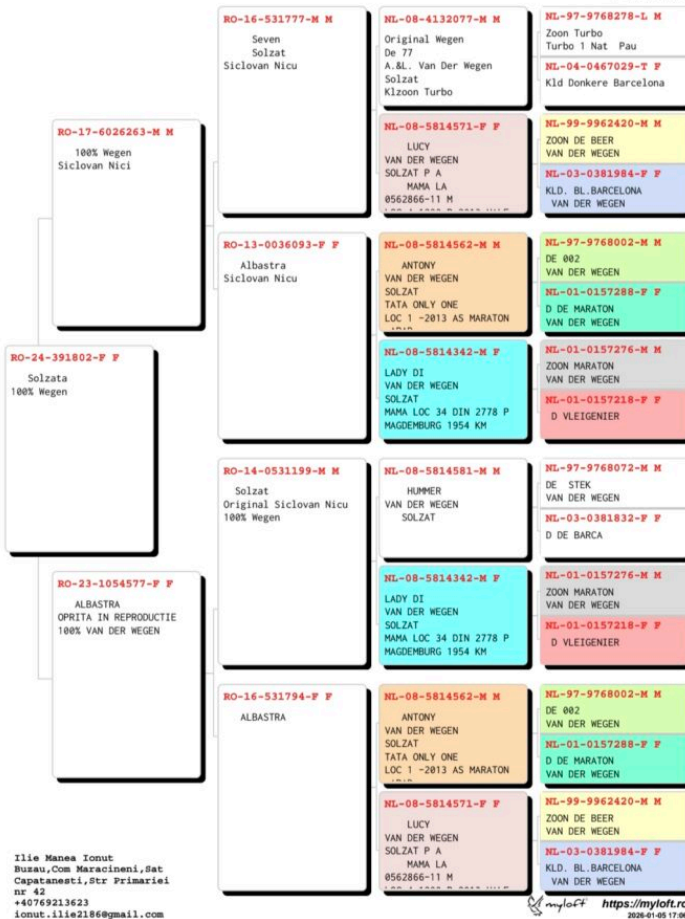 RO-24-391802-F F
Solzata
100% Wegen
RO-17-6026263-M M
100% Wegen
Siclovan Nici
RO-23-1054577-F F
ALBASTRA
OPRITA IN REPRODUCTIE
100% VAN DER WEGEN
RO-16-531777-M M
Seven
Solzat
Siclovan Nicu
RO-13-0036093-F F
Albastra
Siclovan Nicu
RO-14-0531199-M M
Solzat
Original Siclovan Nicu
100% Wegen
RO-16-531794-F F
ALBASTRA
NL-08-4132077-M M
Original Wegen
De 77
A.&L. Van Der Wegen
Solzat
Klzoon Turbo
NL-08-5814571-F F
LUCY
VAN DER WEGEN
SOLZAT P A
MAMA LA
0562866-11 M
NL-08-5814562-M M
ANTONY
VAN DER WEGEN
SOLZAT
TATA ONLY ONE
LOC 1 -2013 AS MARATON
NL-08-5814342-M F
LADY DI
VAN DER WEGEN
SOLZAT
MAMA LOC 34 DIN 2778 P
MAGDEMBURG 1954 KM
NL-08-5814581-M M
HUMMER
VAN DER WEGEN
SOLZAT
NL-08-5814342-M F
LADY DI
VAN DER WEGEN
SOLZAT
MAMA LOC 34 DIN 2778 P
MAGDEMBURG 1954 KM
NL-08-5814562-M M
ANTONY
VAN DER WEGEN
SOLZAT
TATA ONLY ONE
LOC 1 -2013 AS MARATON
NL-08-5814571-F F
LUCY
VAN DER WEGEN
SOLZAT P A
MAMA LA
0562866-11 M
NL-97-9768278-L M
Zoon Turbo
Turbo 1 Nat Pau
NL-04-0467029-T F
Kld Donkere Barcelona
NL-99-9962420-M M
ZOON DE BEER
VAN DER WEGEN
NL-03-0381984-F F
KLD. BL.BARCELONA
VAN DER WEGEN
NL-97-9768002-M M
DE 002
VAN DER WEGEN
NL-01-0157288-F F
D DE MARATON
VAN DER WEGEN
NL-01-0157276-M M
ZOON MARATON
VAN DER WEGEN
NL-01-0157218-F F
D VLEIGENIER
NL-97-9768072-M M
DE STEK
VAN DER WEGEN
NL-03-0381832-F F
D DE BARCA
NL-01-0157276-M M
ZOON MARATON
VAN DER WEGEN
NL-01-0157218-F F
D VLEIGENIER
NL-97-9768002-M M
DE 002
VAN DER WEGEN
NL-01-0157288-F F
D DE MARATON
VAN DER WEGEN
NL-99-9962420-M M
ZOON DE BEER
VAN DER WEGEN
NL-03-0381984-F F
KLD. BL.BARCELONA
VAN DER WEGEN
Ilie Manea Ionut
Buzau,Com Maracineni,Sat
Capatanesti,Str Primariei
nr 42
+40769213623
ionut.ilie2186@gmail.com
myloft https://myloft.ro